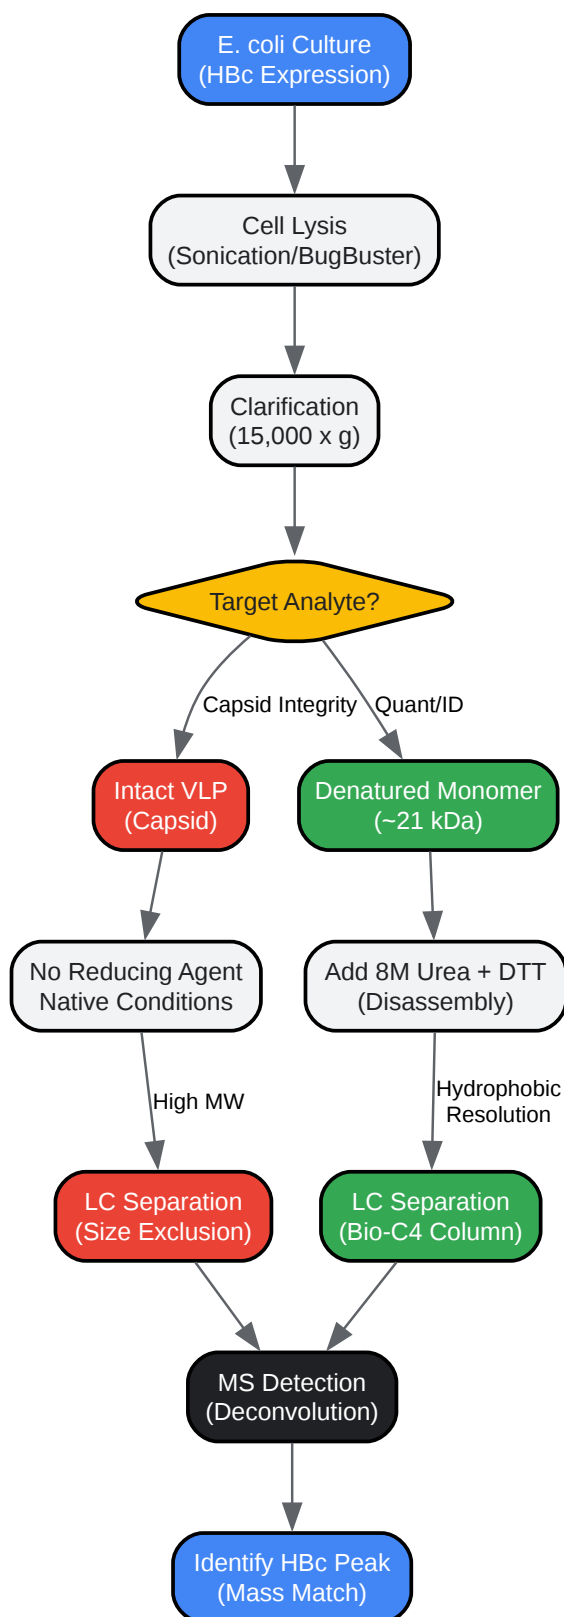 E. coli Culture
(HBc Expression)
Cell Lysis
(Sonication/BugBuster)
Clarification
(15,000 x g)
Target Analyte?
Capsid Integrity
Quant/ID
Intact VLP
(Capsid)
Denatured Monomer
(~21 kDa)
No Reducing Agent
Native Conditions
Add 8M Urea + DTT
(Disassembly)
High MW
Hydrophobic
Resolution
LC Separation
(Size Exclusion)
LC Separation
(Bio-C4 Column)
MS Detection
(Deconvolution)
Identify HBc Peak
(Mass Match)